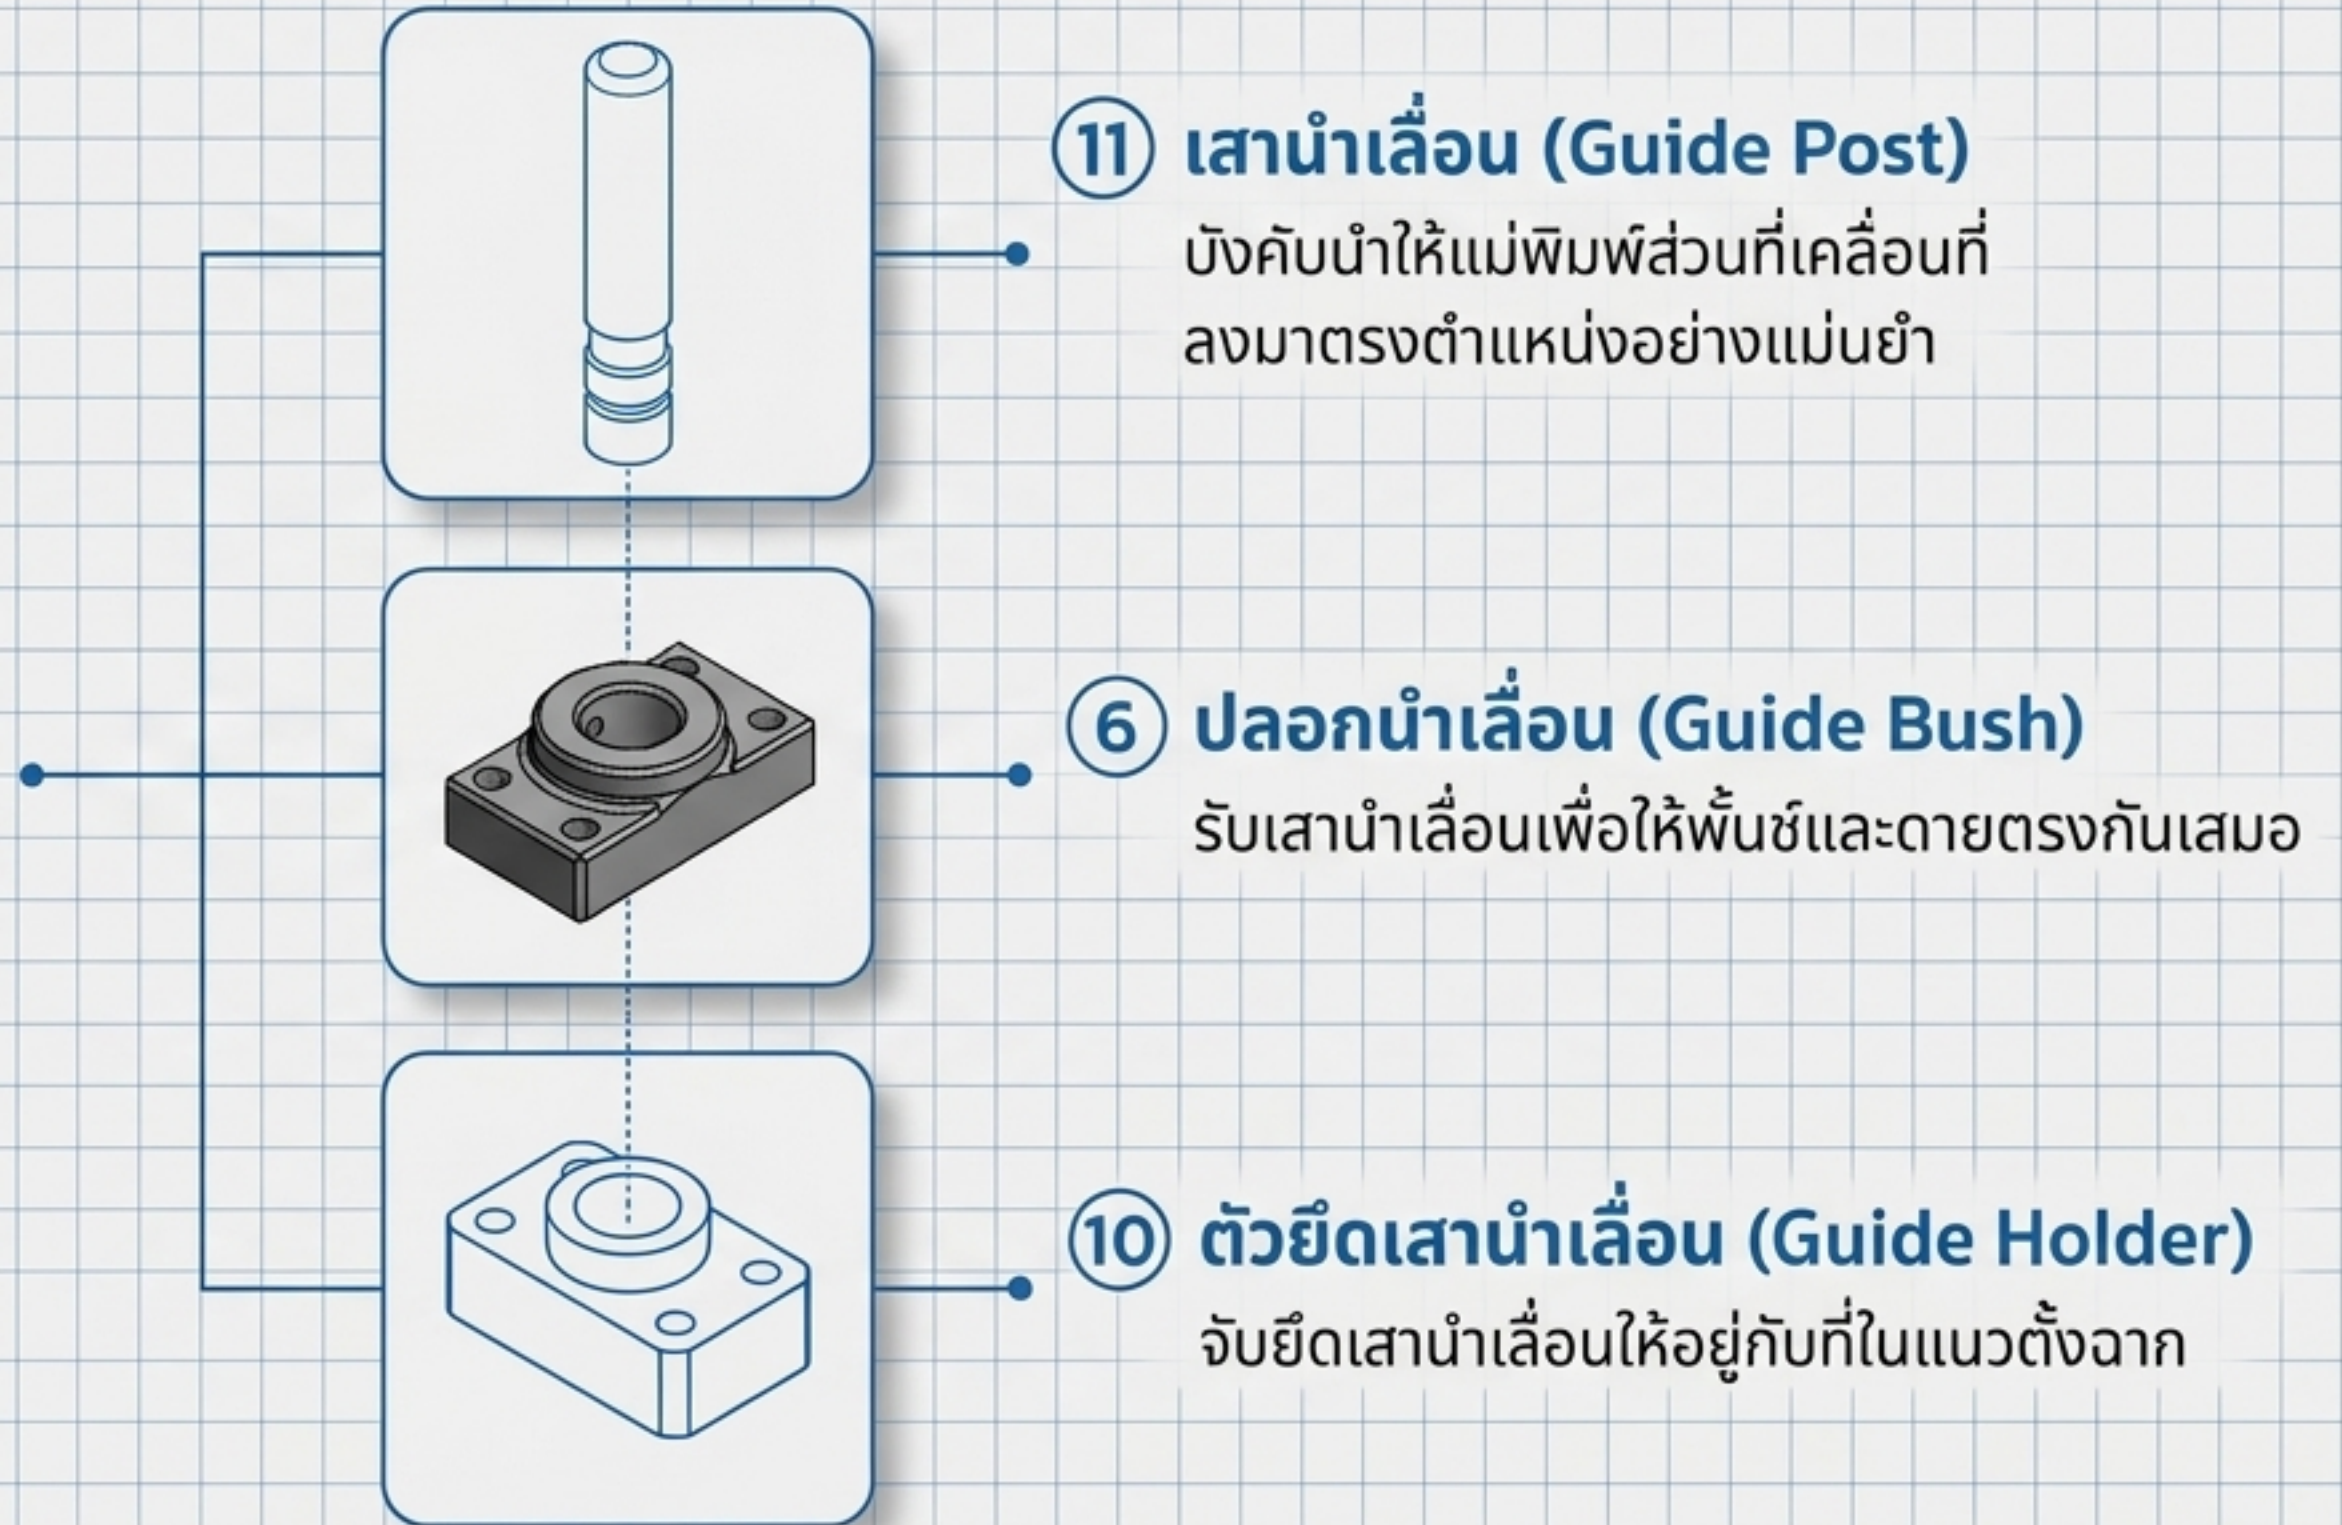 11 เสานำเลื่อน (Guide Post)
บังคับนำให้แม่พิมพ์ส่วนที่เคลื่อนที่
ลงมาตรงตำแหน่งอย่างแม่นยำ
6 ปลอกนำเลื่อน (Guide Bush)
รับเสานำเลื่อนเพื่อให้พั้นช์และดายตรงกันเสมอ
10 ตัวยึดเสานำเลื่อน (Guide Holder)
จับยึดเสานำเลื่อนให้อยู่กับที่ในแนวตั้งฉาก